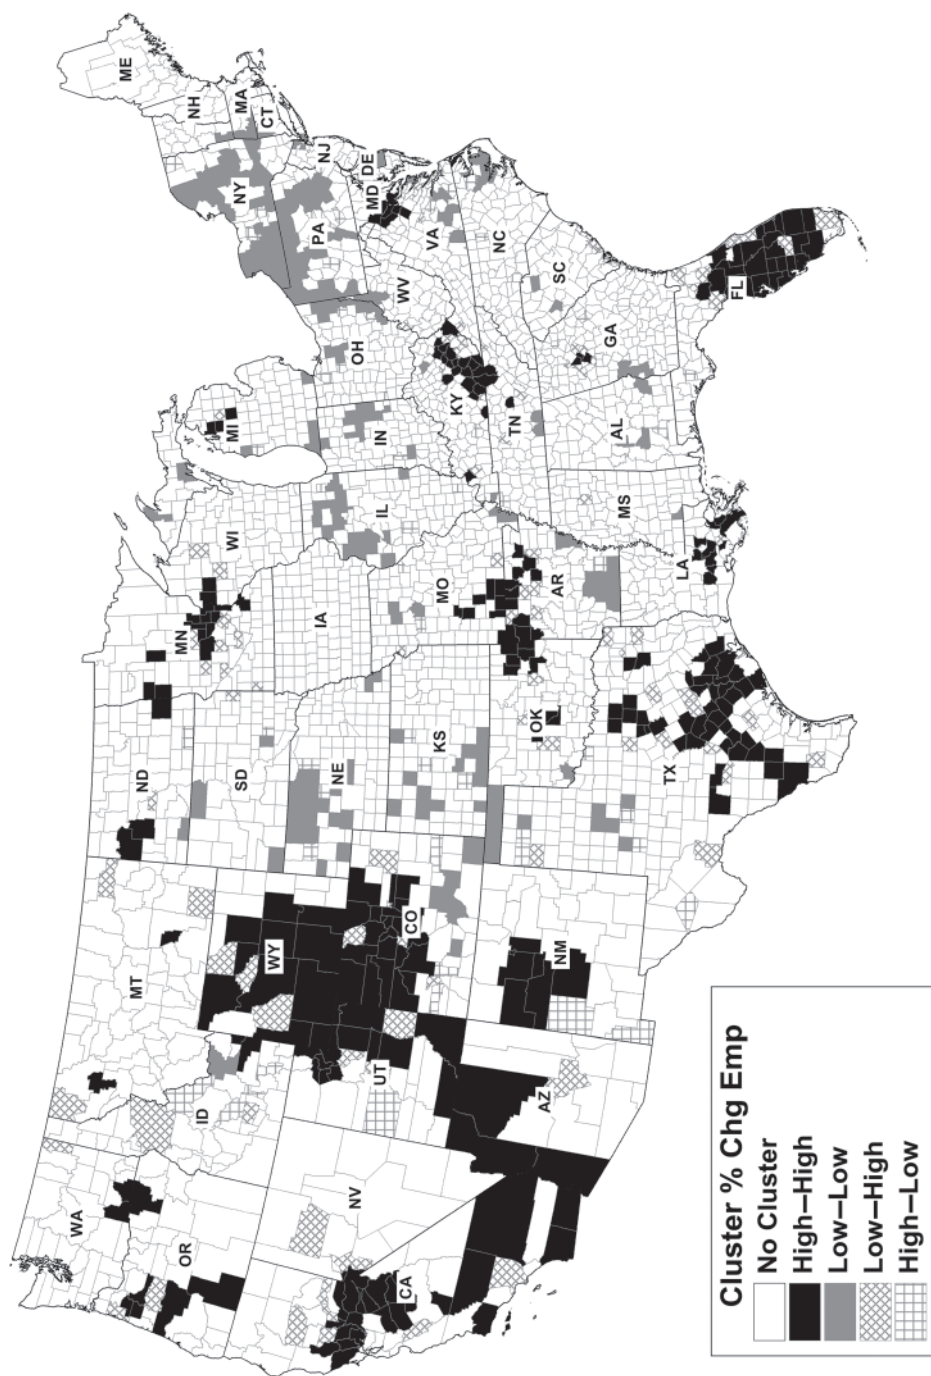 WA
OR
CA
NV
ID
MT
WY
UT
AZ
CO
NM
ND
SD
NE
KS
OK
TX
MN
IA
MO
AR
LA
WI
IL
MS
MI
IN
KY
TN
AL
OH
WV
GA
FL
SC
NC
VA
MD
DE
PA
NJ
NY
CT
MA
NH
ME
Cluster % Chg Emp
No Cluster
High–High
Low–Low
Low–High
High–Low